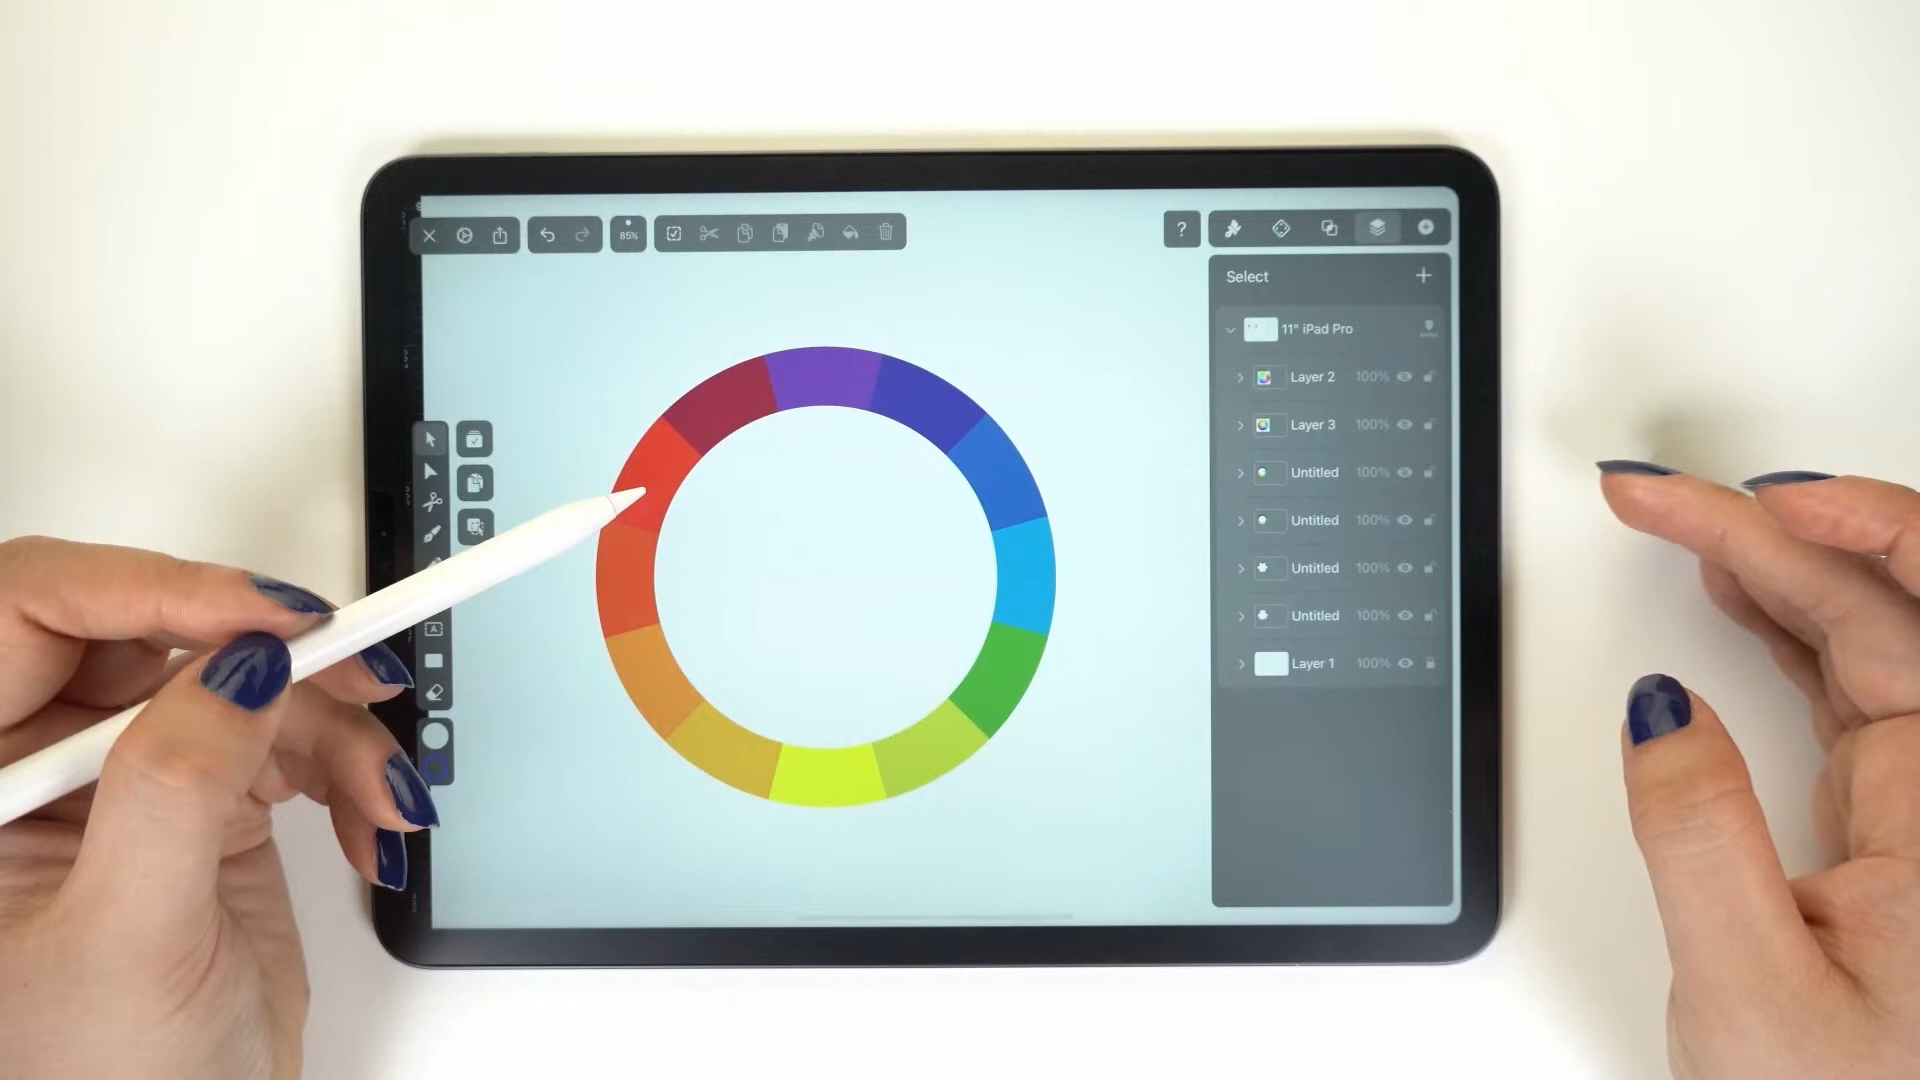 85%
?
Select
11" iPad Pro
Layer 2 100%
Layer 3 100%
Untitled 100%
Untitled 100%
Untitled 100%
Untitled 100%
A
Layer 1 100%